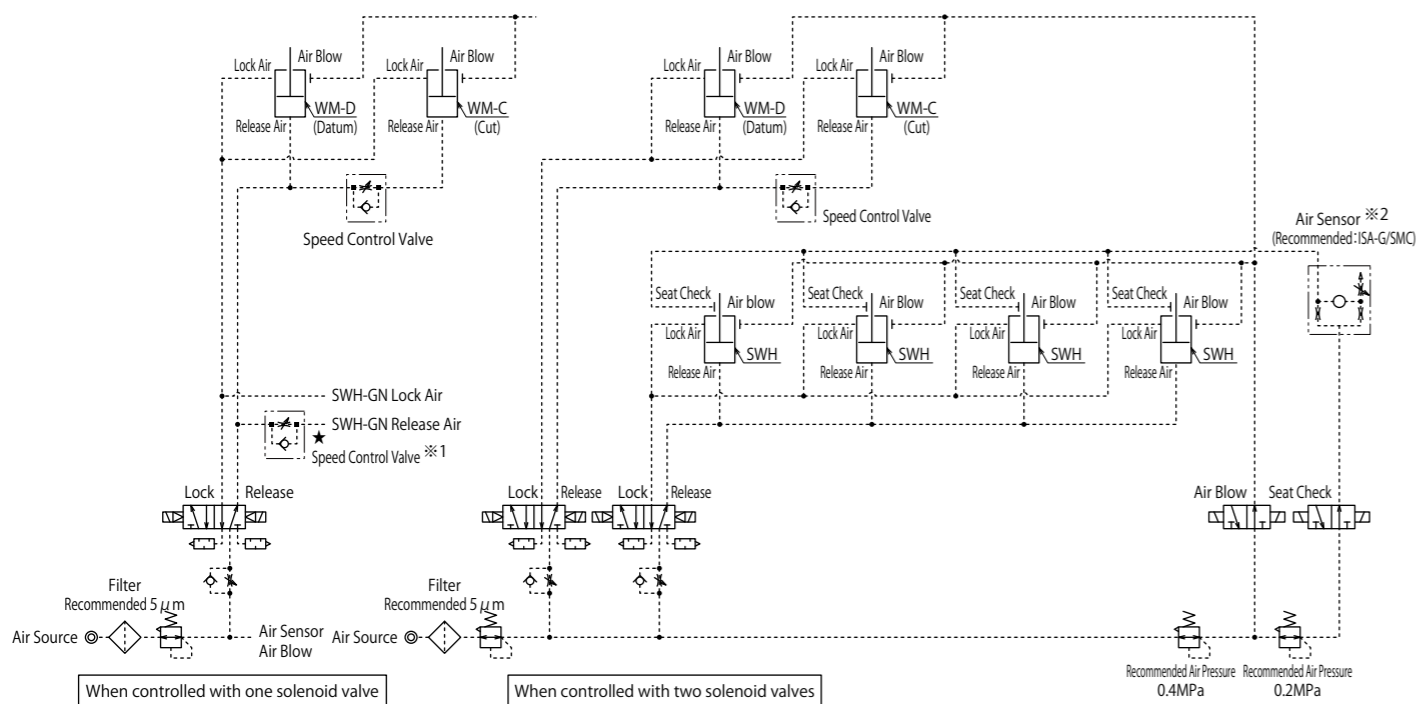 Air Blow
Air Blow
Lock Air
Lock Air
WM-D
(Datum)
WM-C
(Cut)
Release Air
Release Air
Speed Control Valve
SWH-GN Lock Air
SWH-GN Release Air
★
Speed Control Valve ※1
Lock
Release
Filter
Recommended 5μm
Air Source
Air Sensor
Air Blow
When controlled with one solenoid valve
Air Blow
Air Blow
Lock Air
Lock Air
WM-D
(Datum)
WM-C
(Cut)
Release Air
Release Air
Speed Control Valve
Air Sensor ※2
(Recommended:ISA-G/SMC)
Seat Check
Air blow
Seat Check
Air Blow
Seat Check
Air Blow
Seat Check
Air Blow
Lock Air
Lock Air
Lock Air
Lock Air
SWH
SWH
SWH
SWH
Release Air
Release Air
Release Air
Release Air
Lock
Release
Lock
Release
Air Blow
Seat Check
Filter
Recommended 5μm
Air Source
Recommended Air Pressure
0.4MPa
Recommended Air Pressure
0.2MPa
When controlled with two solenoid valves